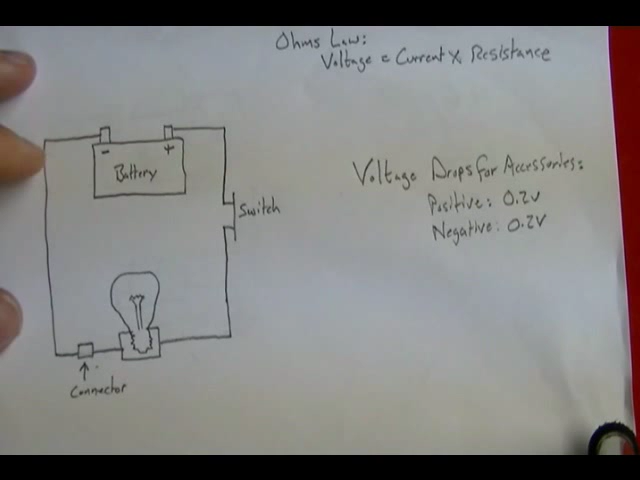 Ohms Law:
Voltage = Current X Resistance
- +
Battery
Switch
Voltage Drops for Accessories:
Positive: 0.2v
Negative: 0.2v
Connector